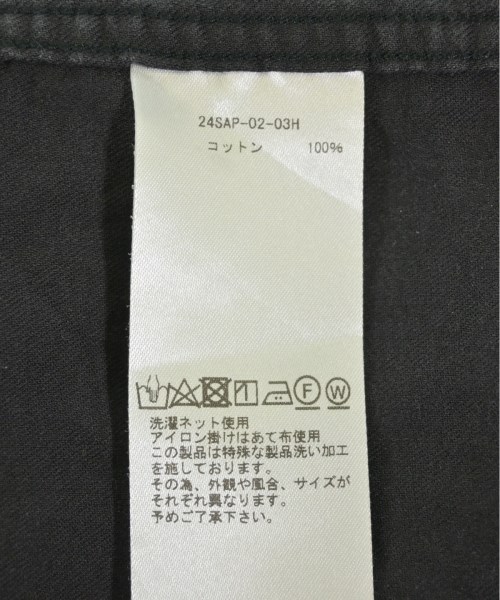 24SAP-02-03H
コットン 100%
F W
洗濯ネット使用
アイロン掛けはあて布使用
この製品は特殊な製品洗い加工
を施しております。
その為、外観や風合、サイズが
それぞれ異なります。
予めご了承下さい。